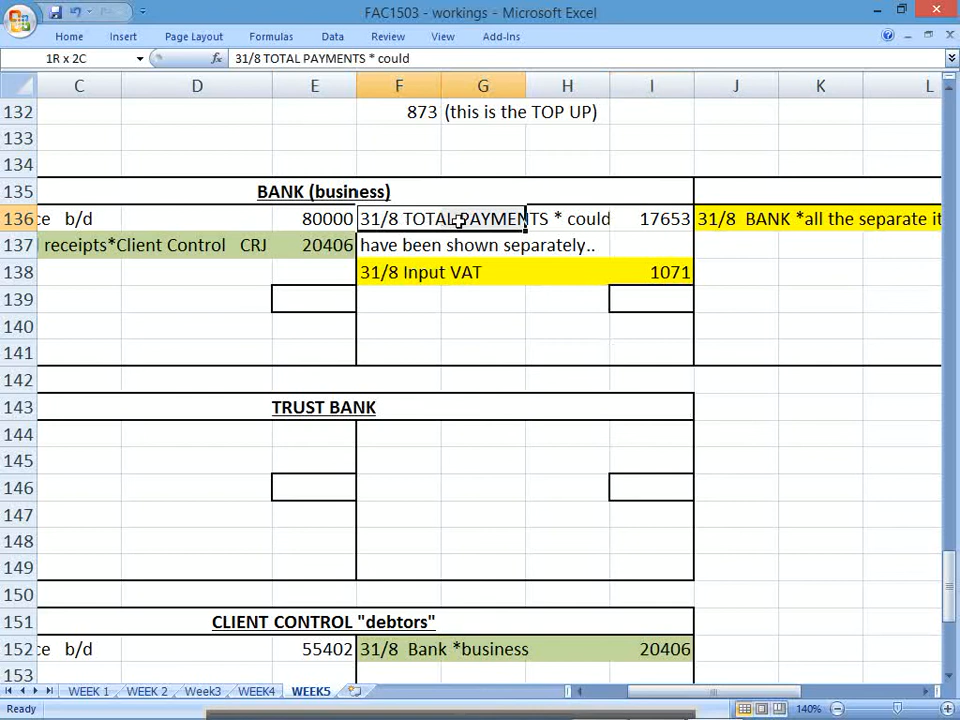 FAC1503 - workings - Microsoft Excel
Home Insert Page Layout Formulas Data Review View Add-Ins
1R x 2C fx 31/8 TOTAL PAYMENTS * could
C D E F G H I J K L
132 873 (this is the TOP UP)
133
134
135 BANK (business)
136 ce b/d 80000 31/8 TOTAL PAYMENTS * could 17653 31/8 BANK *all the separate it
137 receipts*Client Control CRJ 20406 have been shown separately..
138 31/8 Input VAT 1071
139
140
141
142
143 TRUST BANK
144
145
146
147
148
149
150
151 CLIENT CONTROL "debtors"
152 ce b/d 55402 31/8 Bank *business 20406
153
WEEK 1 WEEK 2 Week3 WEEK4 WEEK5
Ready 140%